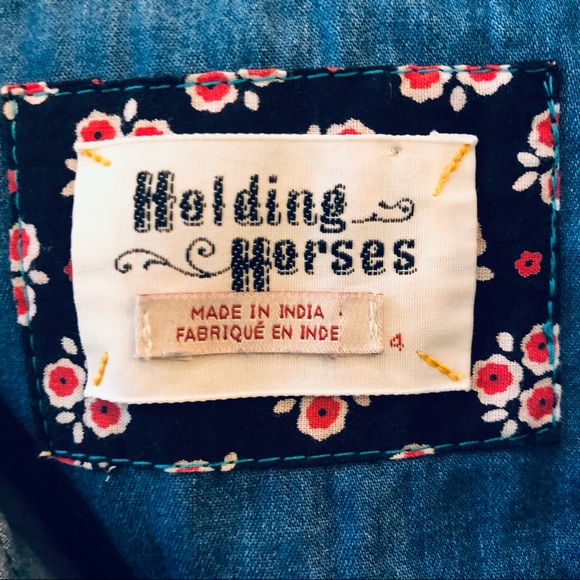 Holding
Horses
MADE IN INDIA
FABRIQUÉ EN INDE
4